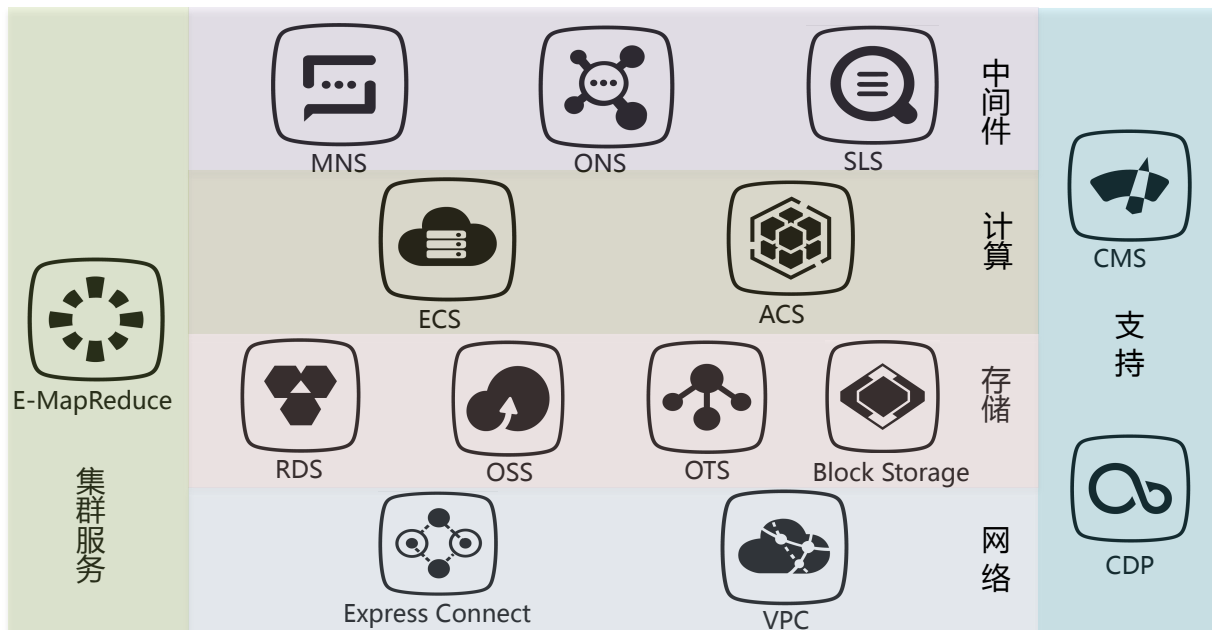 E-MapReduce
集群服务
MNS
ONS
SLS
中间件
ECS
ACS
计算
RDS
OSS
OTS
Block Storage
存储
Express Connect
VPC
网络
CMS
支持
CDP